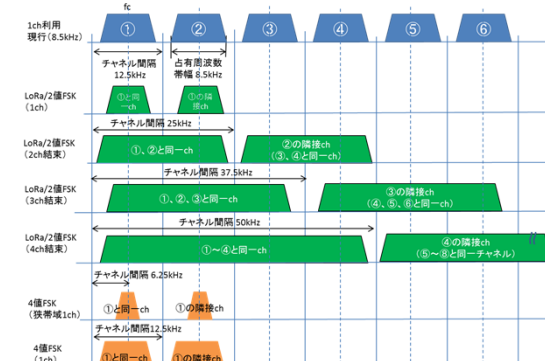 fc
1ch利用
現行(8.5kHz)
① ② ③ ④ ⑤ ⑥
チャネル間隔
12.5kHz
占有周波数
帯幅 8.5kHz
LoRa/2値FSK
(1ch)
①と同
一ch
①の隣
接ch
チャネル間隔 25kHz
LoRa/2値FSK
(2ch結束)
①、②と同一ch
②の隣接ch
(③、④と同一ch)
チャネル間隔 37.5kHz
LoRa/2値FSK
(3ch結束)
①、②、③と同一ch
③の隣接ch
(④、⑤、⑥と同一ch)
チャネル間隔 50kHz
LoRa/2値FSK
(4ch結束)
①～④と同一ch
④の隣接ch
(⑤～⑧と同一チャネル)
チャネル間隔 6.25kHz
4値FSK
(狭帯域1ch)
①と同一ch
①の隣接ch
チャネル間隔12.5kHz
4値FSK
(1ch)
①と同一ch
①の隣接ch